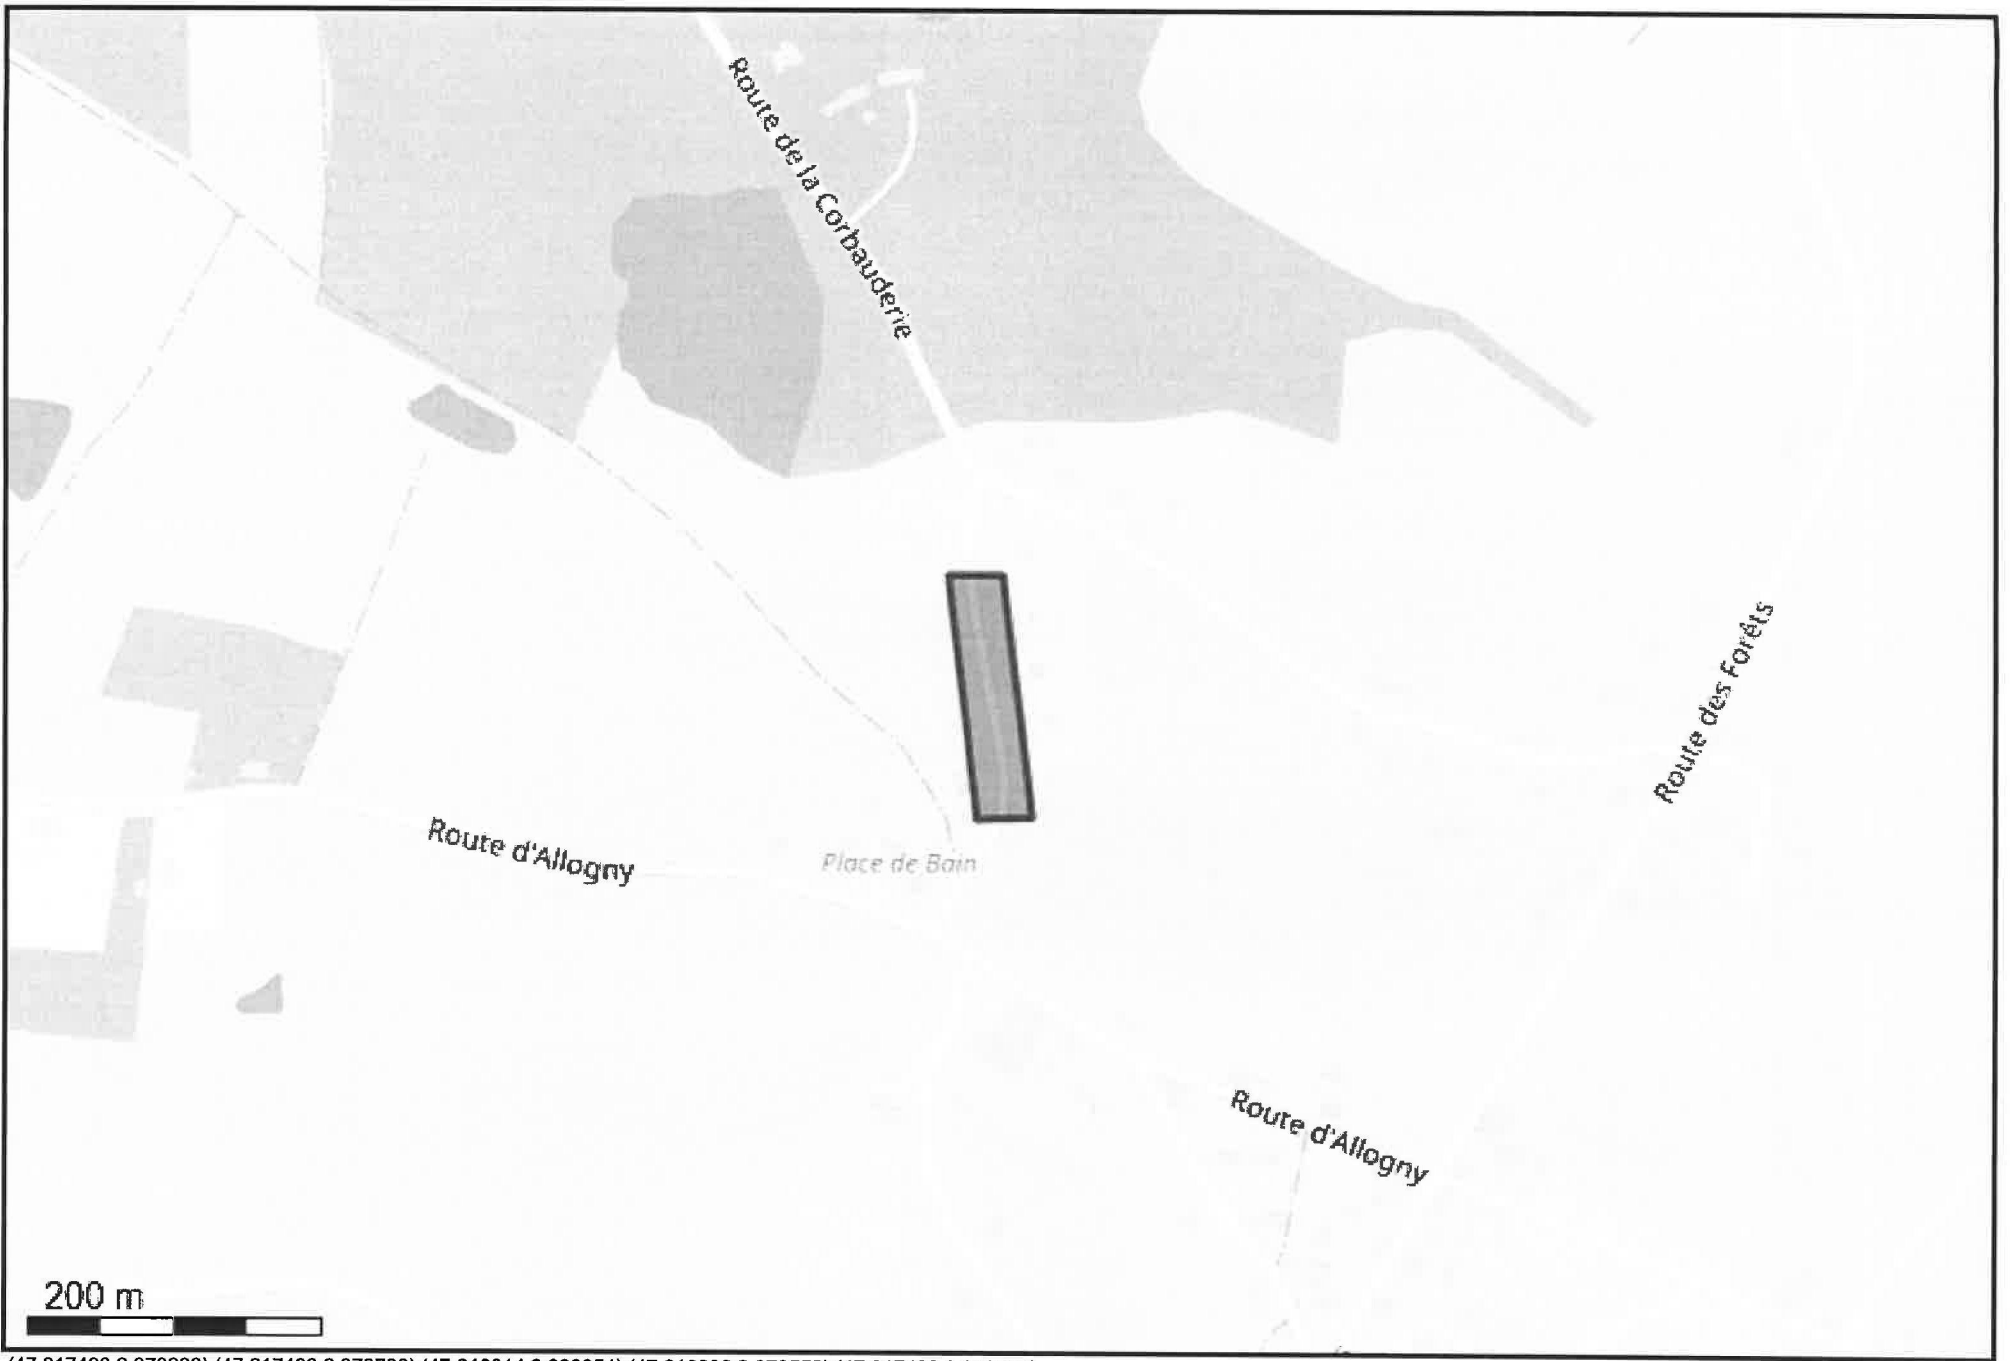 Route de la Corbauderie
Route des Forêts
Route d'Allogny
Place de Bain
Route d'Allogny
200 m